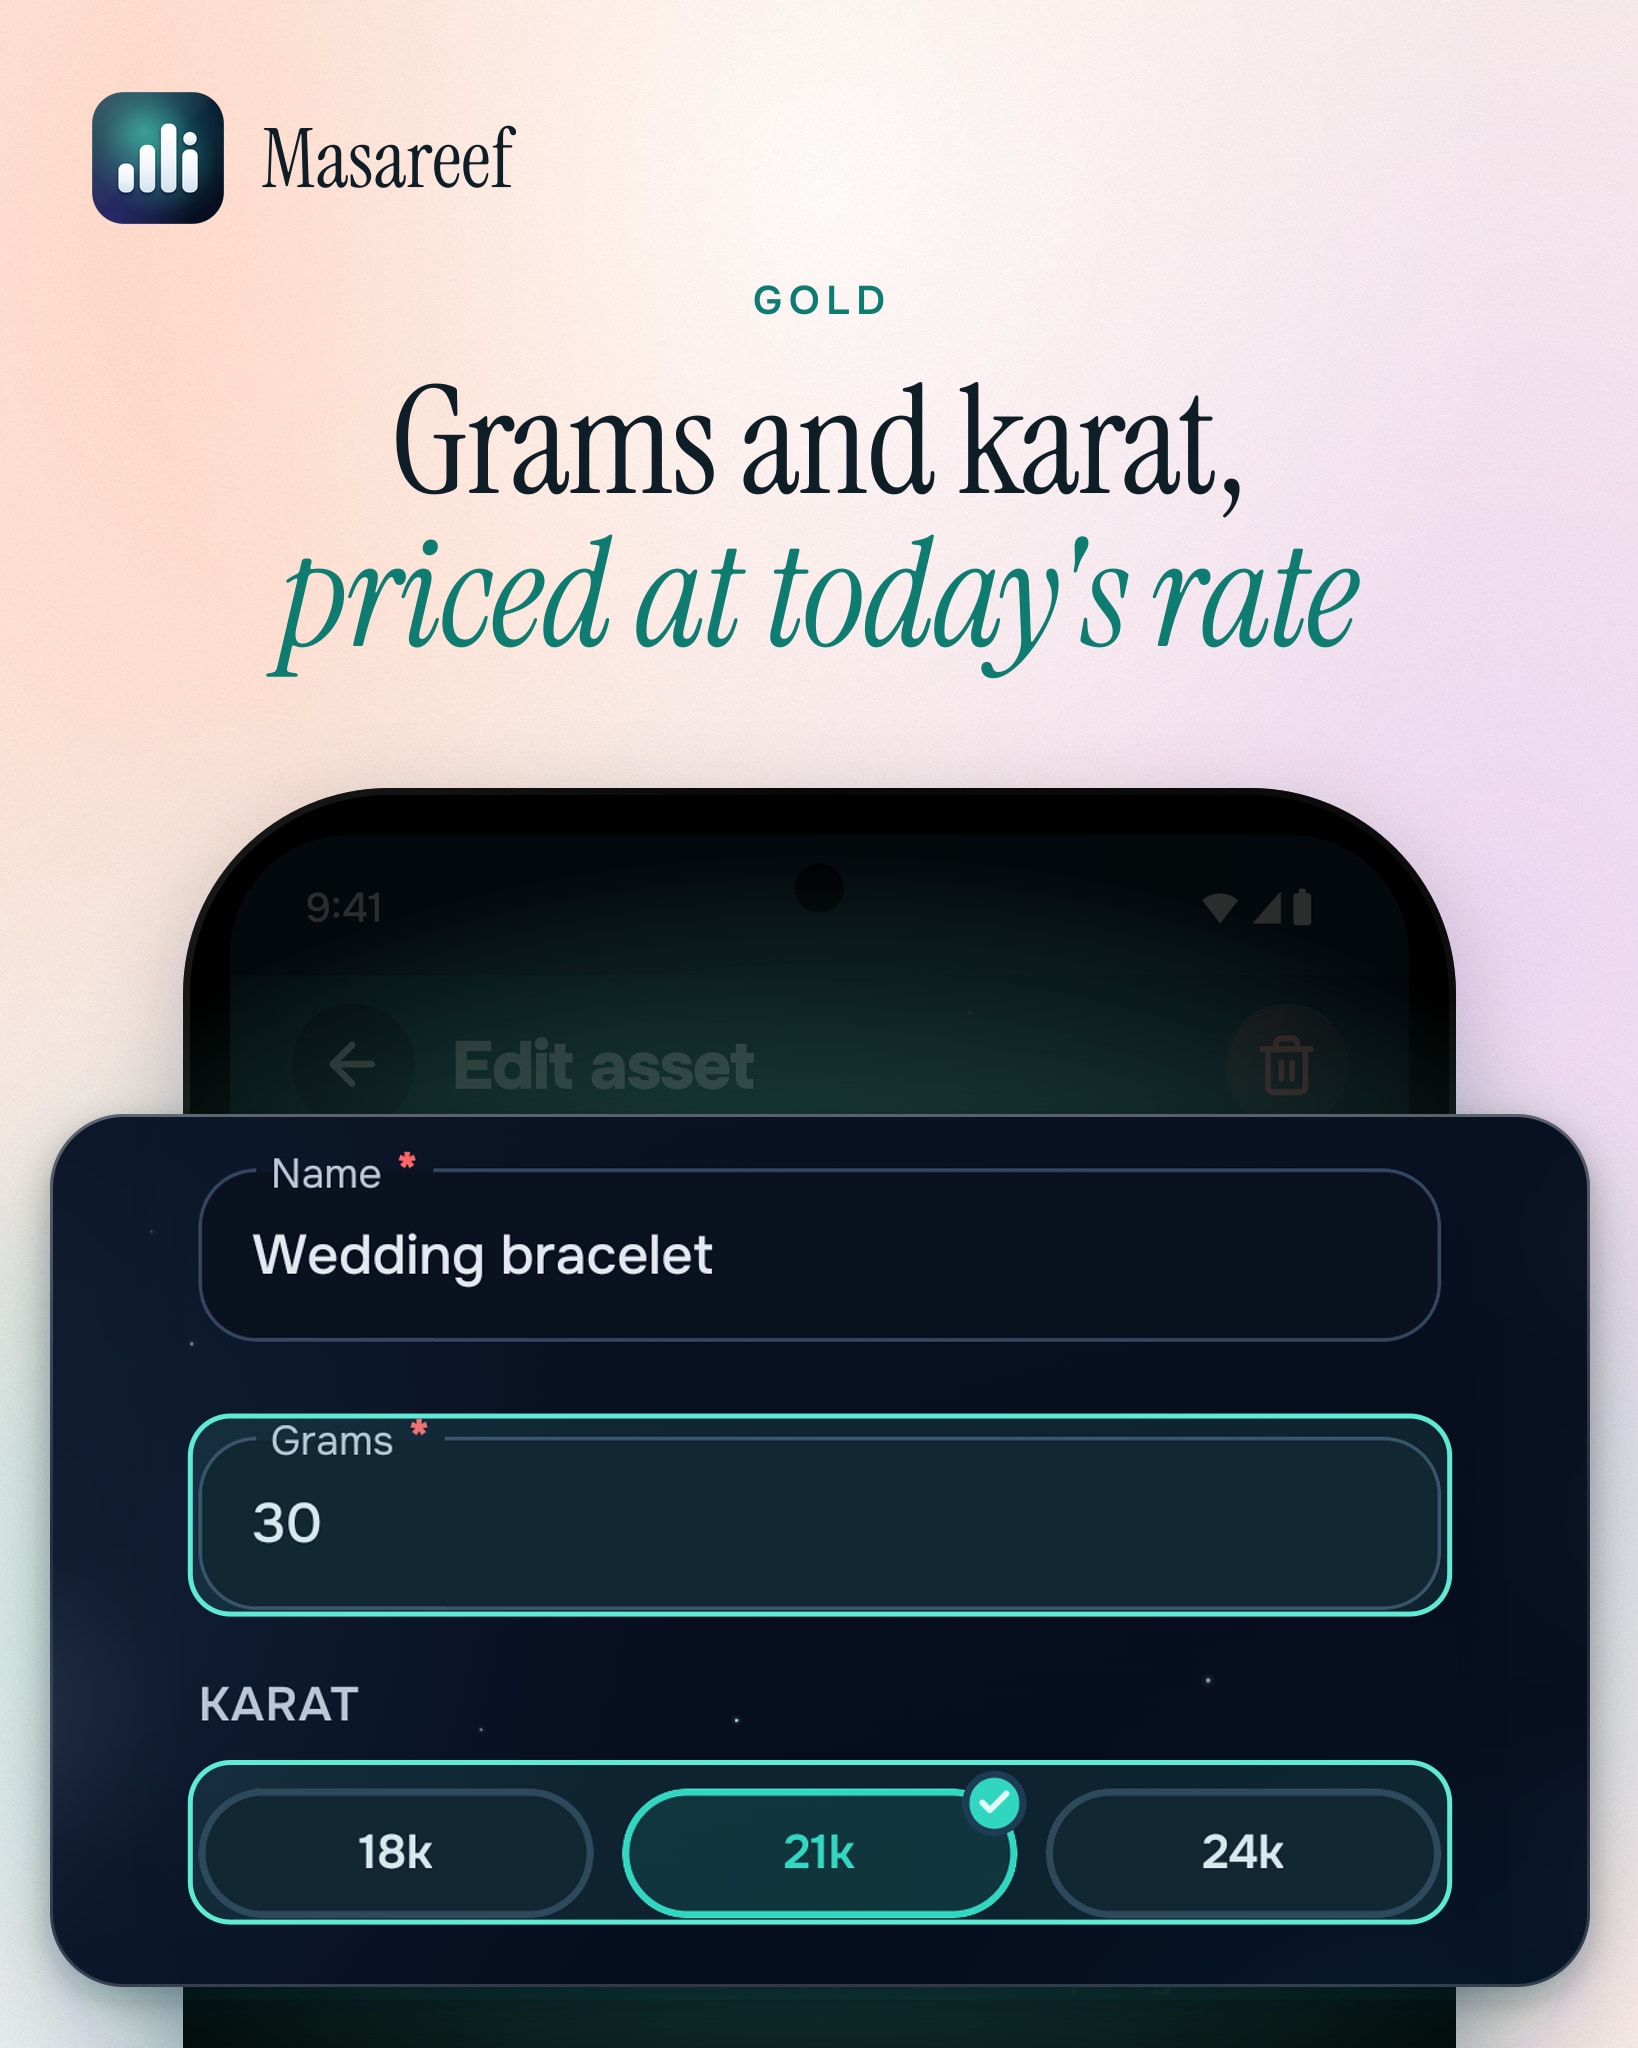 Masareef
GOLD
Grams and karat,
priced at today's rate
9:41
Edit asset
Name *
Wedding bracelet
Grams *
30
KARAT
18k
21k
24k